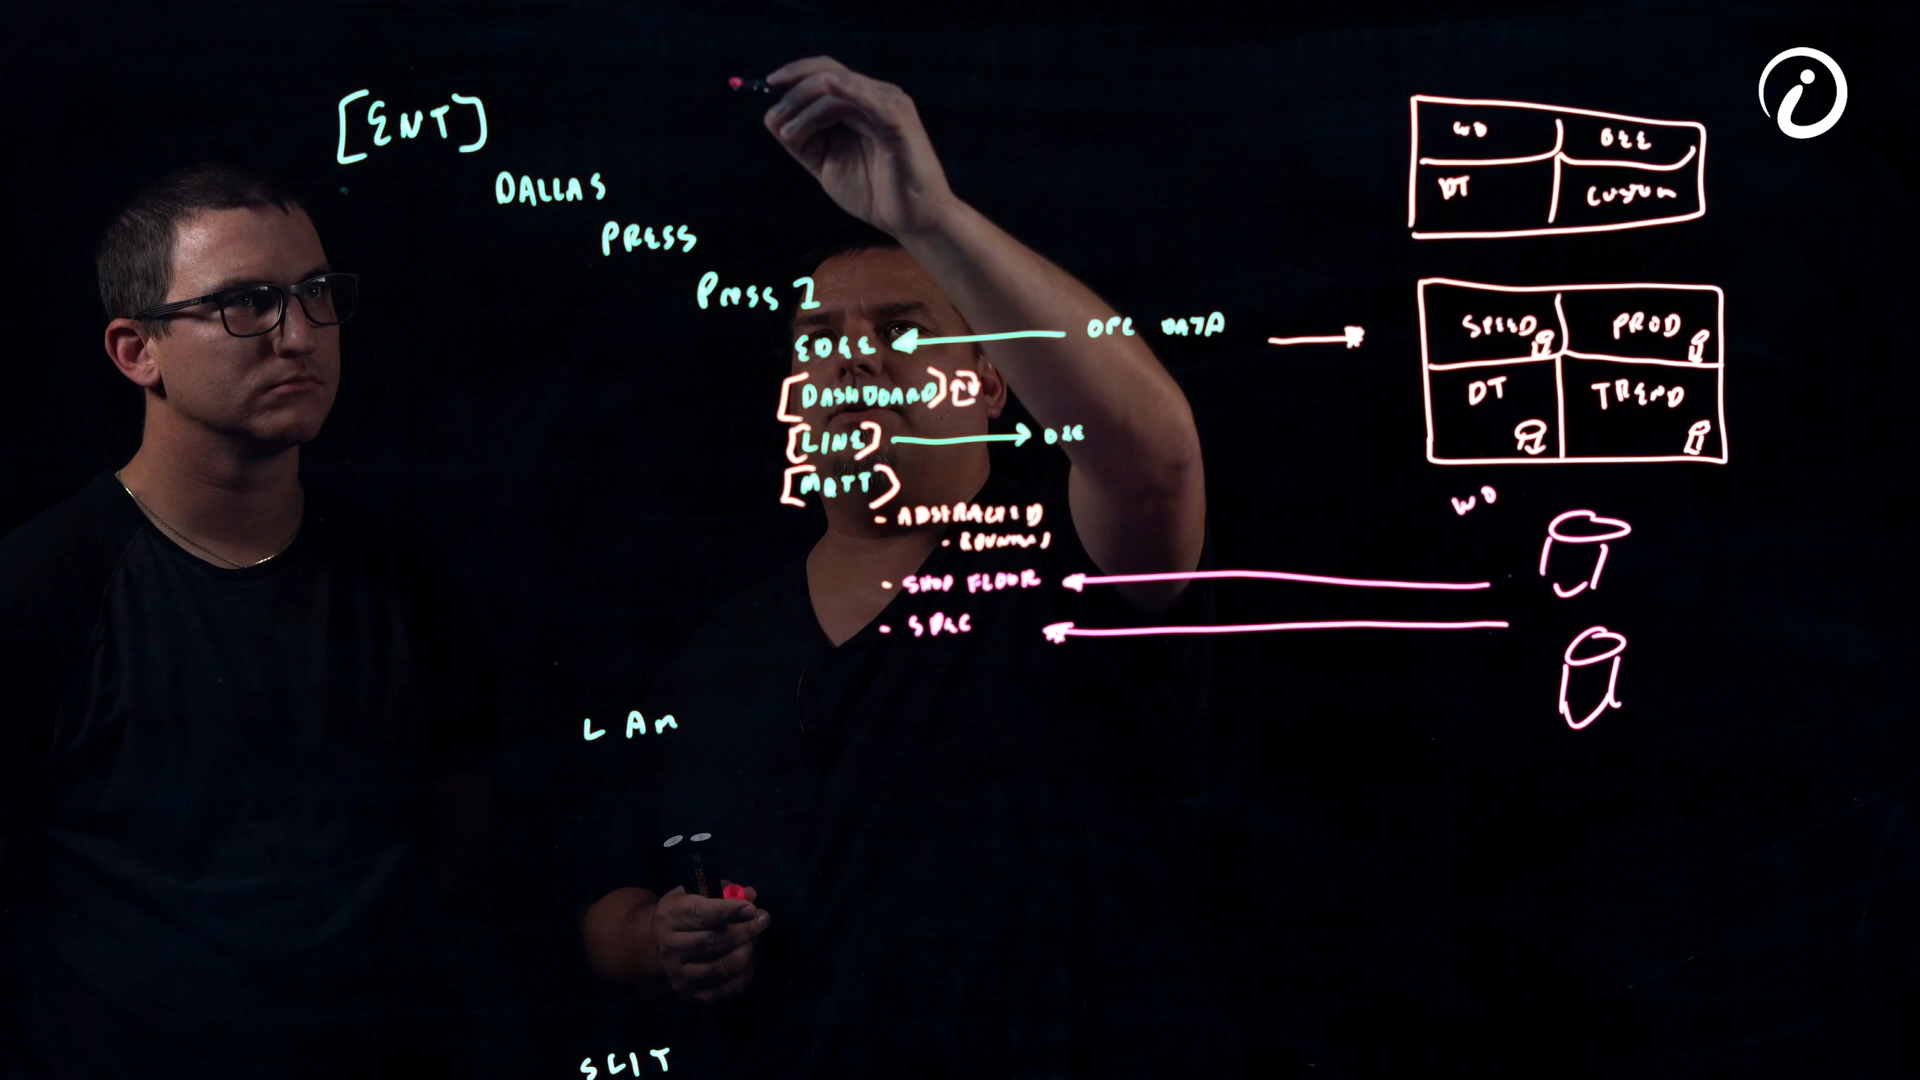 [ENT]
DALLAS
PRESS
PRESS 2
EDGE
OPC DATA
[DASHBOARD]
[LINE]
OEE
[MQTT]
- ABSTRACTED
- SHOP FLOOR
- SPEC
LAM
SLIT
WO
OEE
DT
CUSTOM
SPEED
PROD
DT
TREND
WO